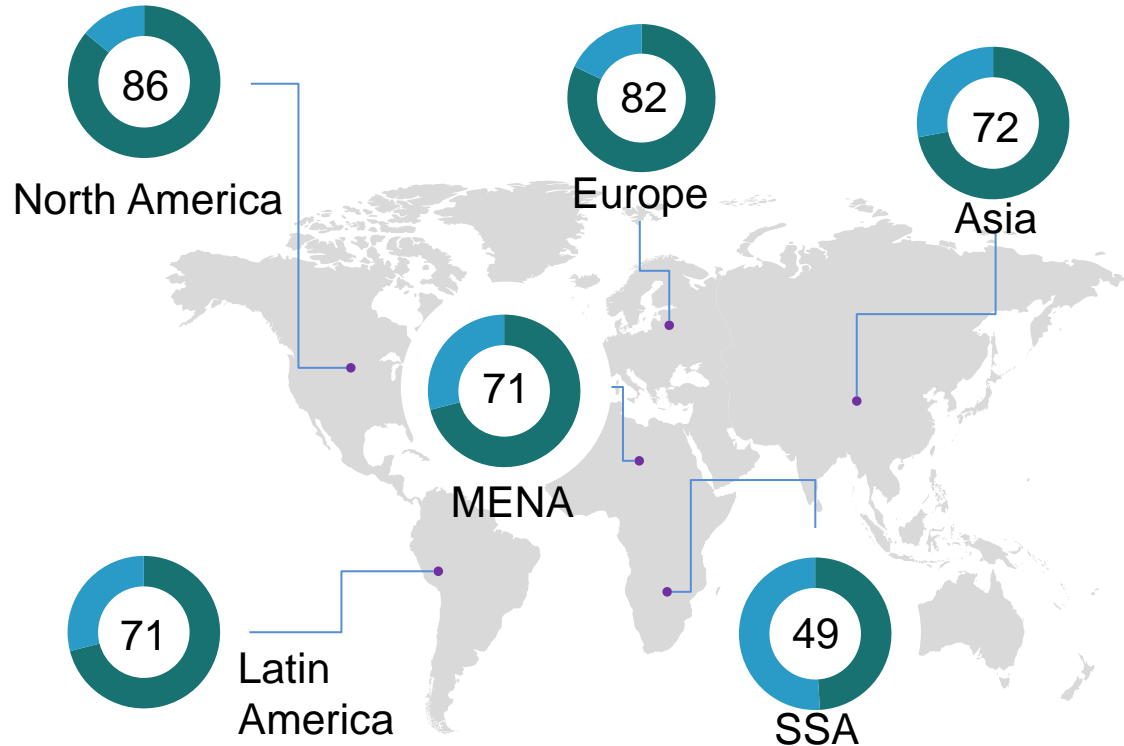 86
North America
82
Europe
72
Asia
71
MENA
71
Latin
America
49
SSA